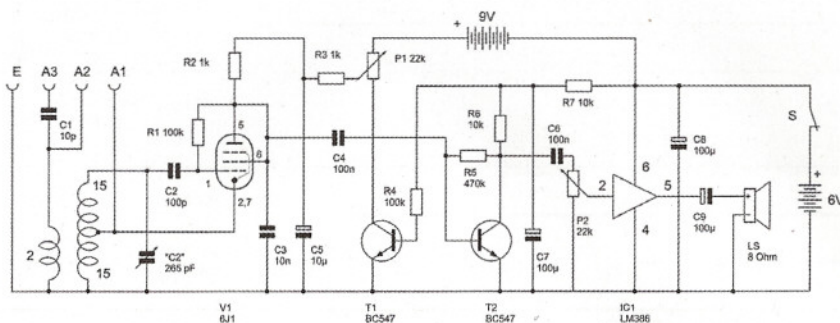 9V
E A3 A2 A1
R2 1k
R3 1k
P1 22k
C1
10p
R1 100k
5
6
1
2,7
R7 10k
R6
10k
C6
100n
C8
100µ
S
15
C2
100p
C4
100n
R5
470k
R4
100k
P2
22k
2
6
5
4
6V
2
15
"C2"
265 pF
C3
10n
C5
10µ
C7
100µ
C9
100µ
LS
8 Ohm
V1
6J1
T1
BC547
T2
BC547
IC1
LM386
+
+